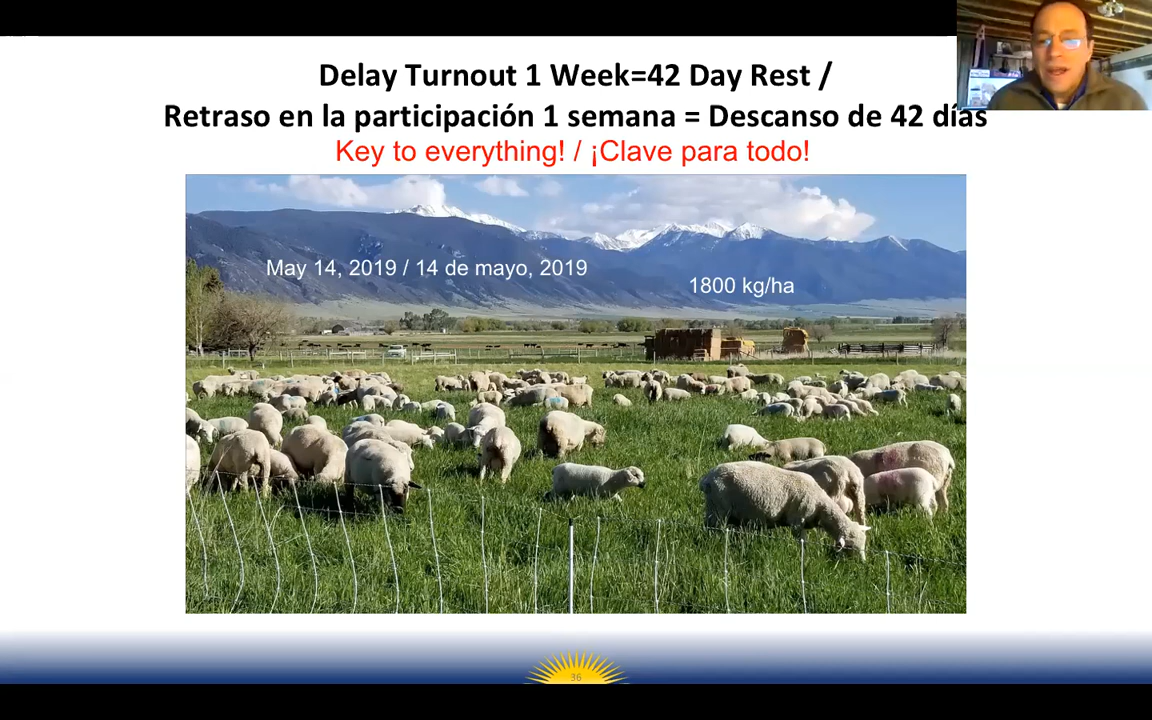 Delay Turnout 1 Week=42 Day Rest /
Retraso en la participación 1 semana = Descanso de 42 días
Key to everything! / ¡Clave para todo!
May 14, 2019 / 14 de mayo, 2019
1800 kg/ha
36